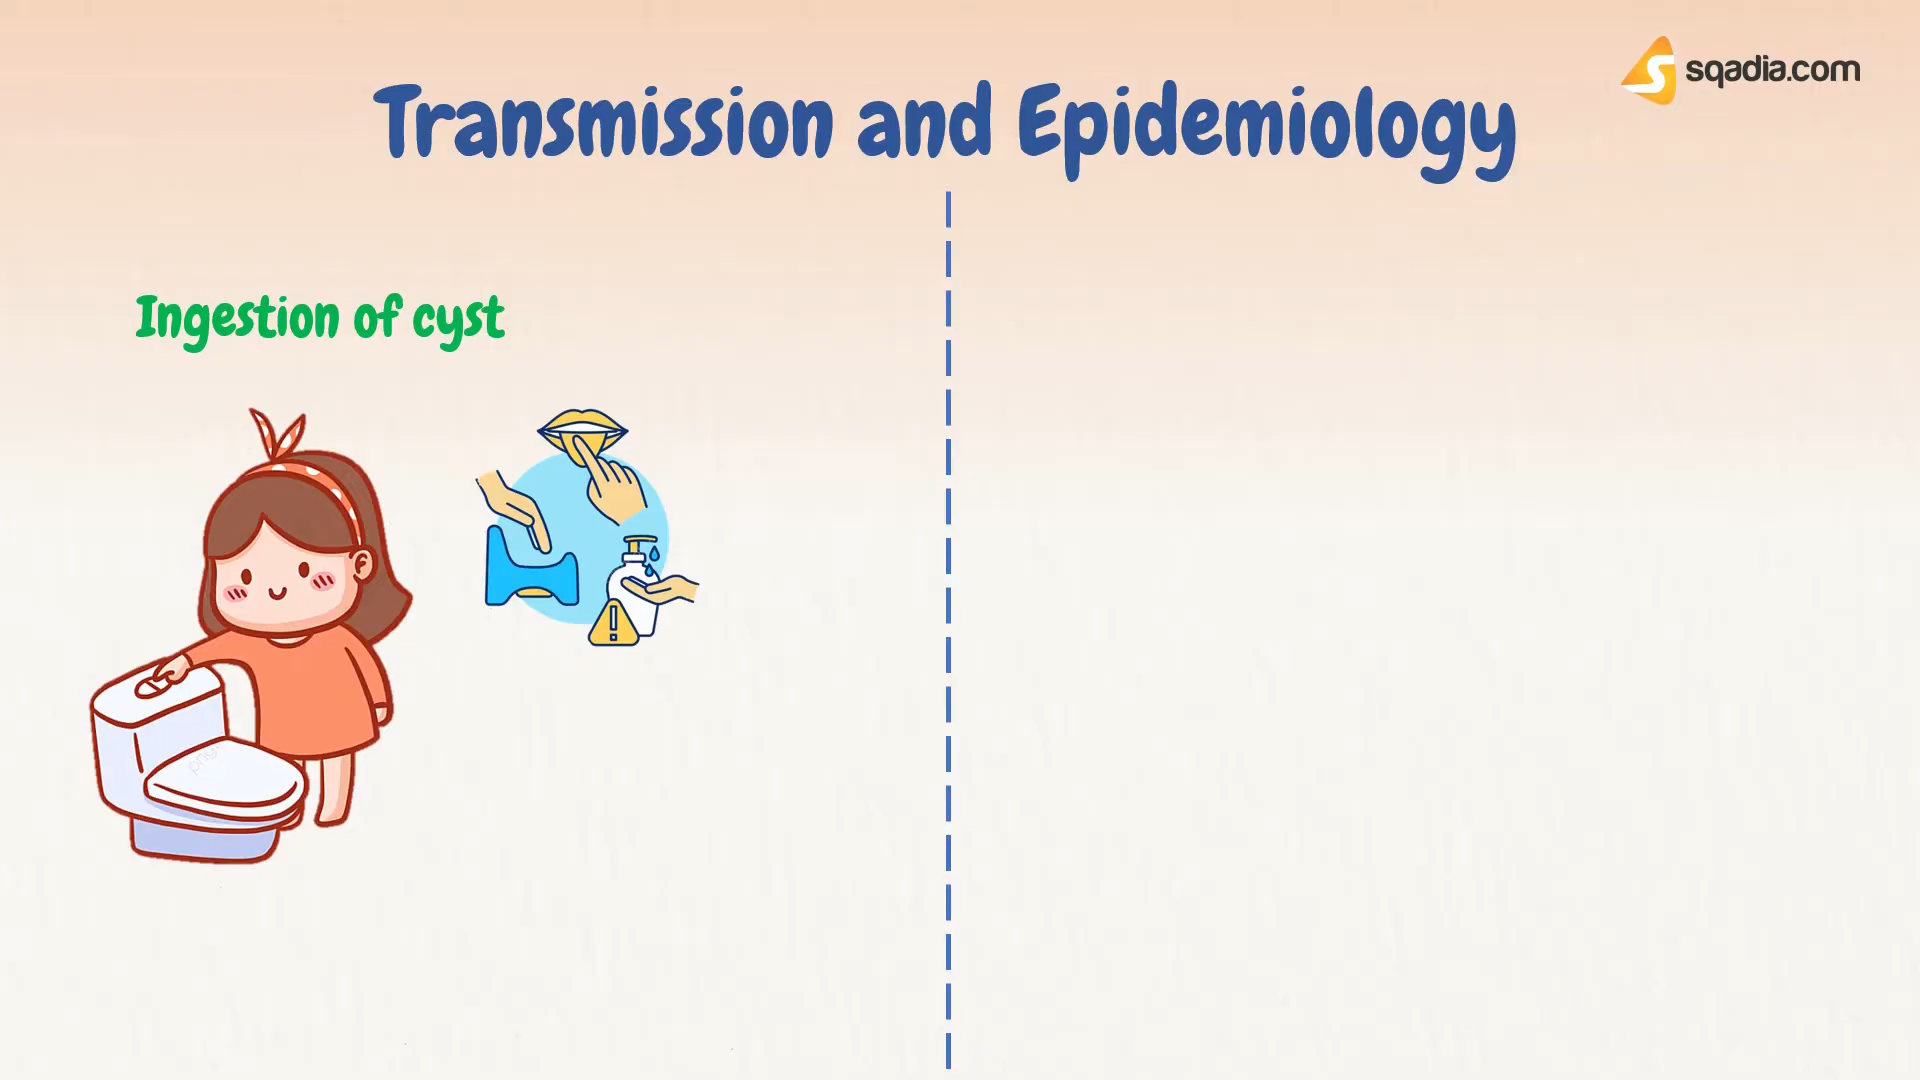 sqadia.com
Transmission and Epidemiology
Ingestion of cyst